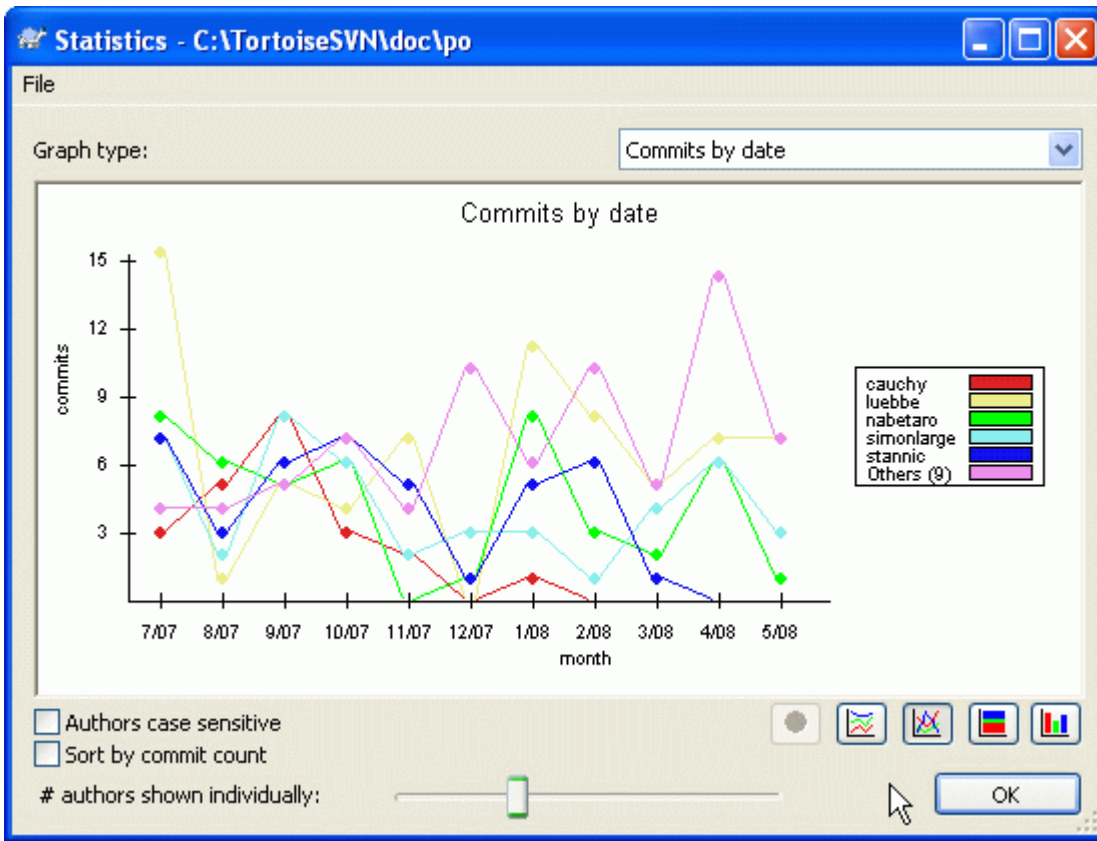 Statistics - C:\TortoiseSVN\doc\po
File
Graph type:
Commits by date
Commits by date
15
12
9
6
3
commits
7/07 8/07 9/07 10/07 11/07 12/07 1/08 2/08 3/08 4/08 5/08
month
cauchy
luebbe
nabetaro
simonlarge
stannic
Others (9)
Authors case sensitive
Sort by commit count
# authors shown individually:
OK